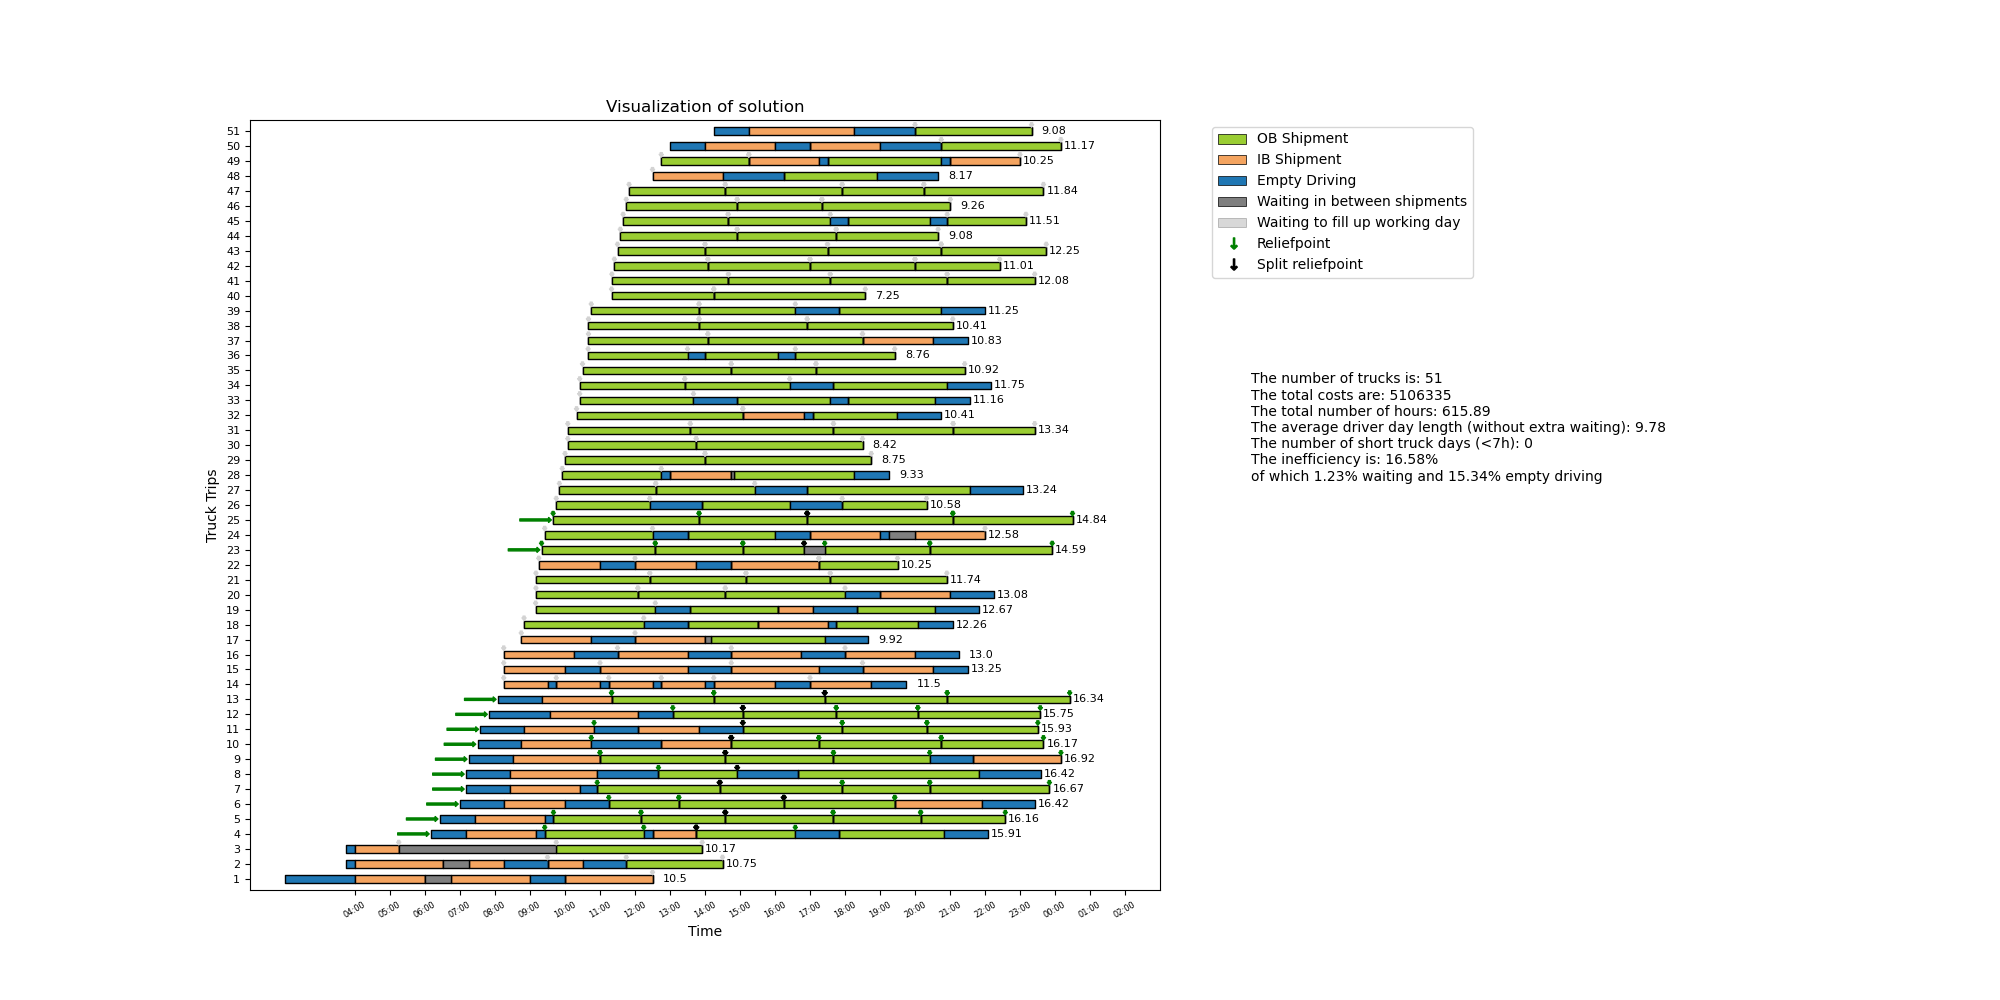 Visualization of solution
Truck Trips
51 9.08
50 11.17
49 10.25
48 8.17
47 11.84
46 9.26
45 11.51
44 9.08
43 12.25
42 11.01
41 12.08
40 7.25
39 11.25
38 10.41
37 10.83
36 8.76
35 10.92
34 11.75
33 11.16
32 10.41
31 13.34
30 8.42
29 8.75
28 9.33
27 13.24
26 10.58
25 14.84
24 12.58
23 14.59
22 10.25
21 11.74
20 13.08
19 12.67
18 12.26
17 9.92
16 13.0
15 13.25
14 11.5
13 16.34
12 15.75
11 15.93
10 16.17
9 16.92
8 16.42
7 16.67
6 16.42
5 16.16
4 15.91
3 10.17
2 10.75
1 10.5
04:00 05:00 06:00 07:00 08:00 09:00 10:00 11:00 12:00 13:00 14:00 15:00 16:00 17:00 18:00 19:00 20:00 21:00 22:00 23:00 00:00 01:00 02:00
Time
OB Shipment
IB Shipment
Empty Driving
Waiting in between shipments
Waiting to fill up working day
Reliefpoint
Split reliefpoint
The number of trucks is: 51
The total costs are: 5106335
The total number of hours: 615.89
The average driver day length (without extra waiting): 9.78
The number of short truck days (<7h): 0
The inefficiency is: 16.58%
of which 1.23% waiting and 15.34% empty driving